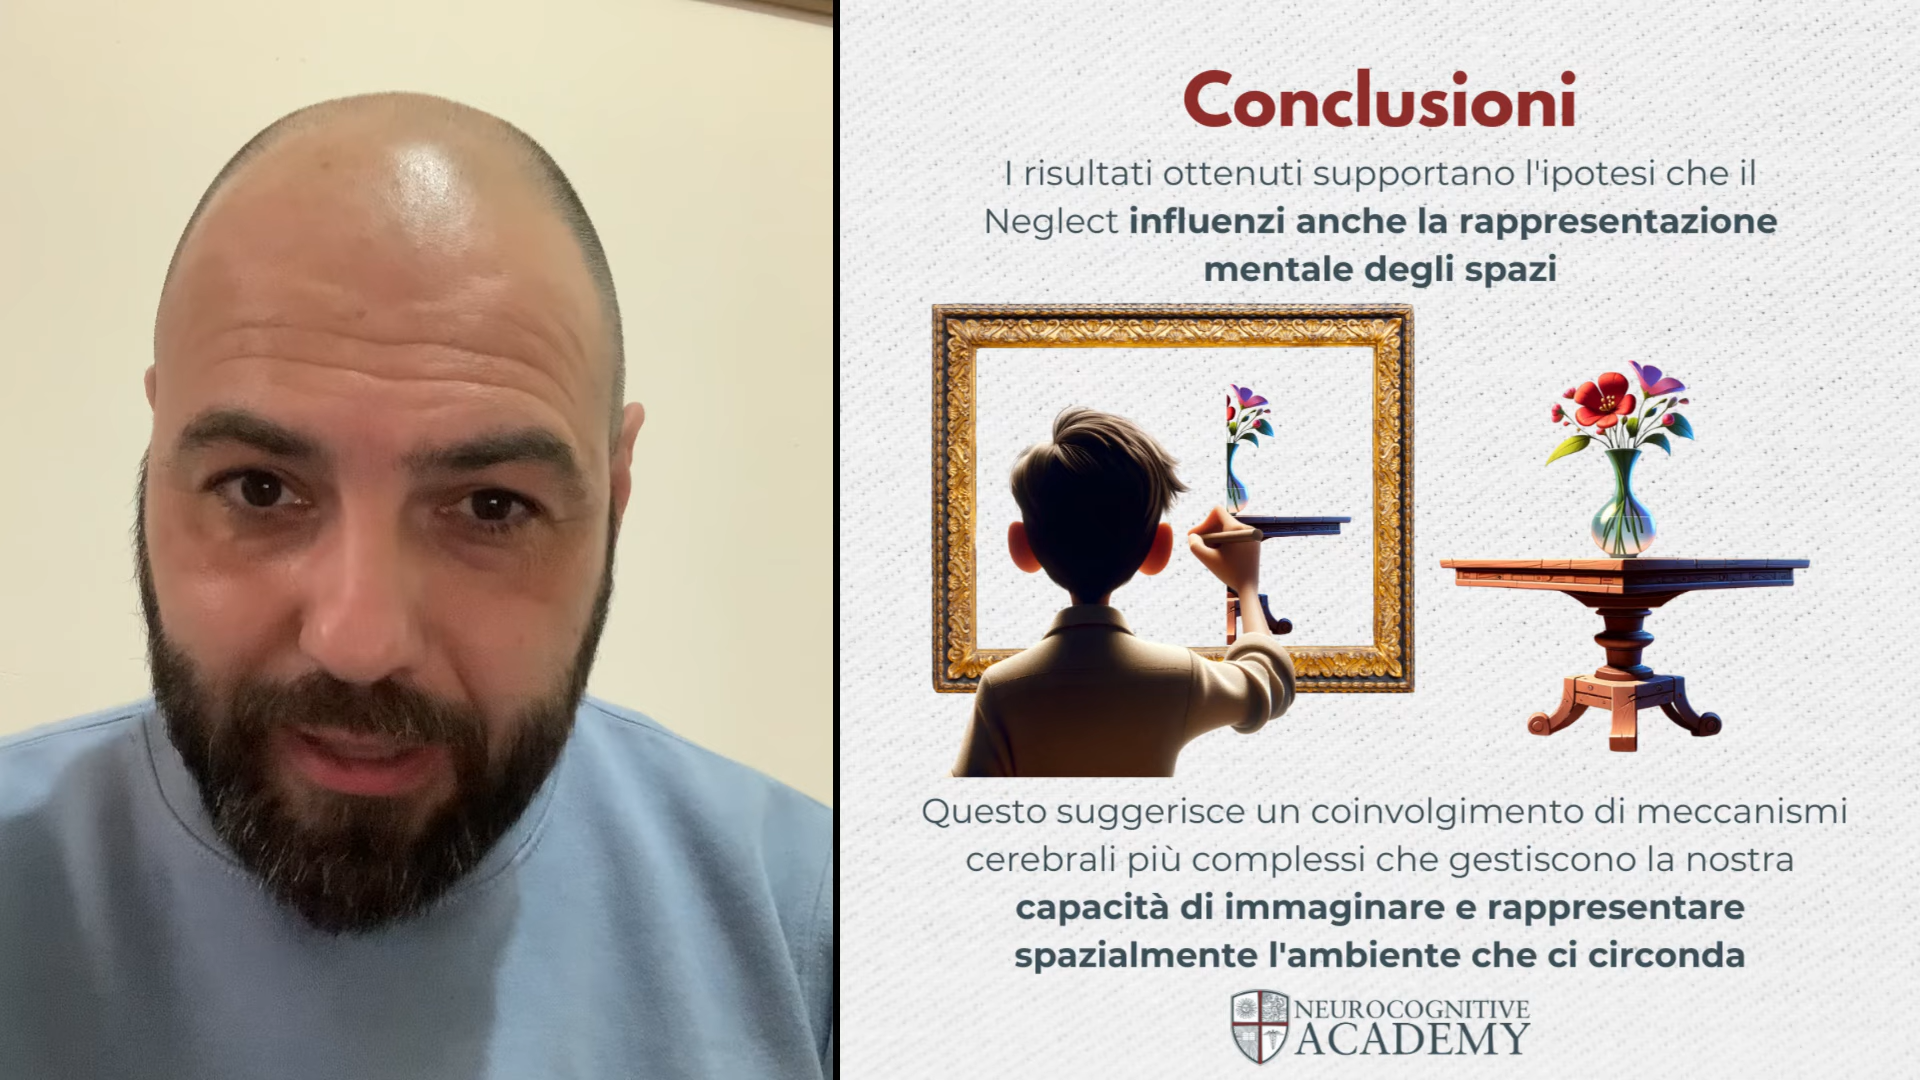 Conclusioni
I risultati ottenuti supportano l'ipotesi che il
Neglect influenzi anche la rappresentazione
mentale degli spazi
Questo suggerisce un coinvolgimento di meccanismi
cerebrali più complessi che gestiscono la nostra
capacità di immaginare e rappresentare
spazialmente l'ambiente che ci circonda
NEUROCOGNITIVE
ACADEMY